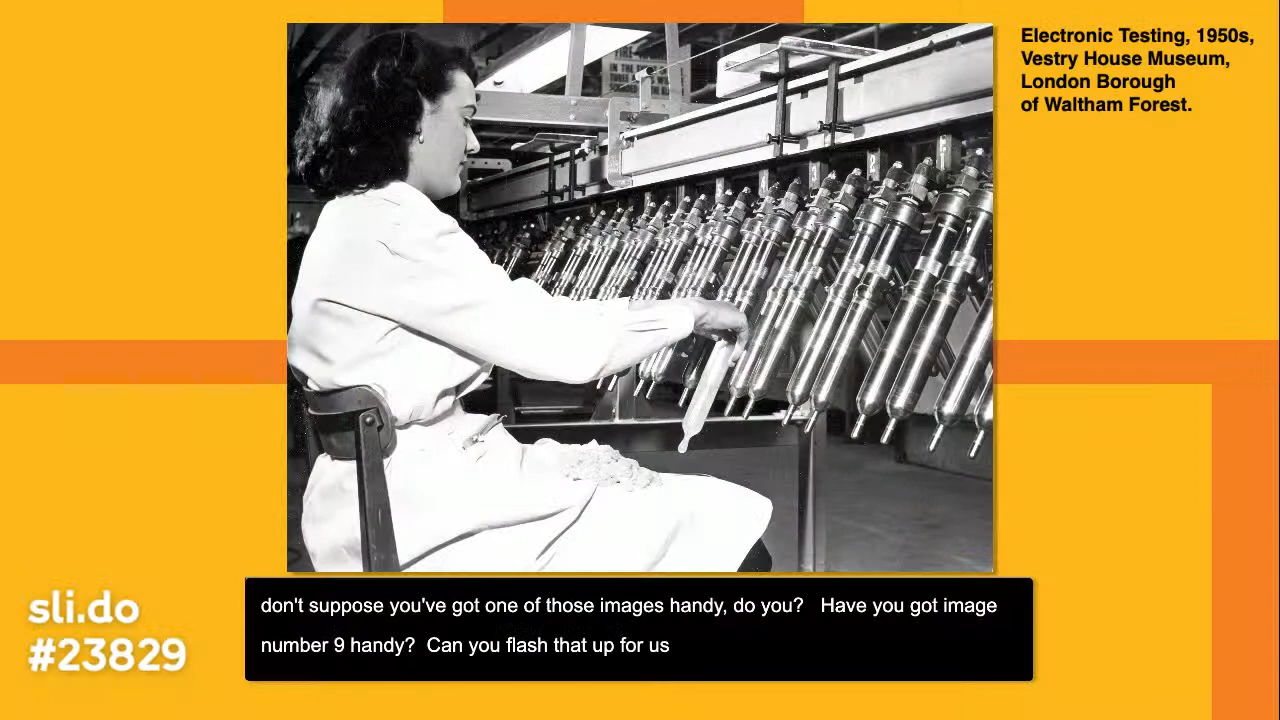 Electronic Testing, 1950s,
Vestry House Museum,
London Borough
of Waltham Forest.
don't suppose you've got one of those images handy, do you? Have you got image
number 9 handy? Can you flash that up for us
sli.do
#23829